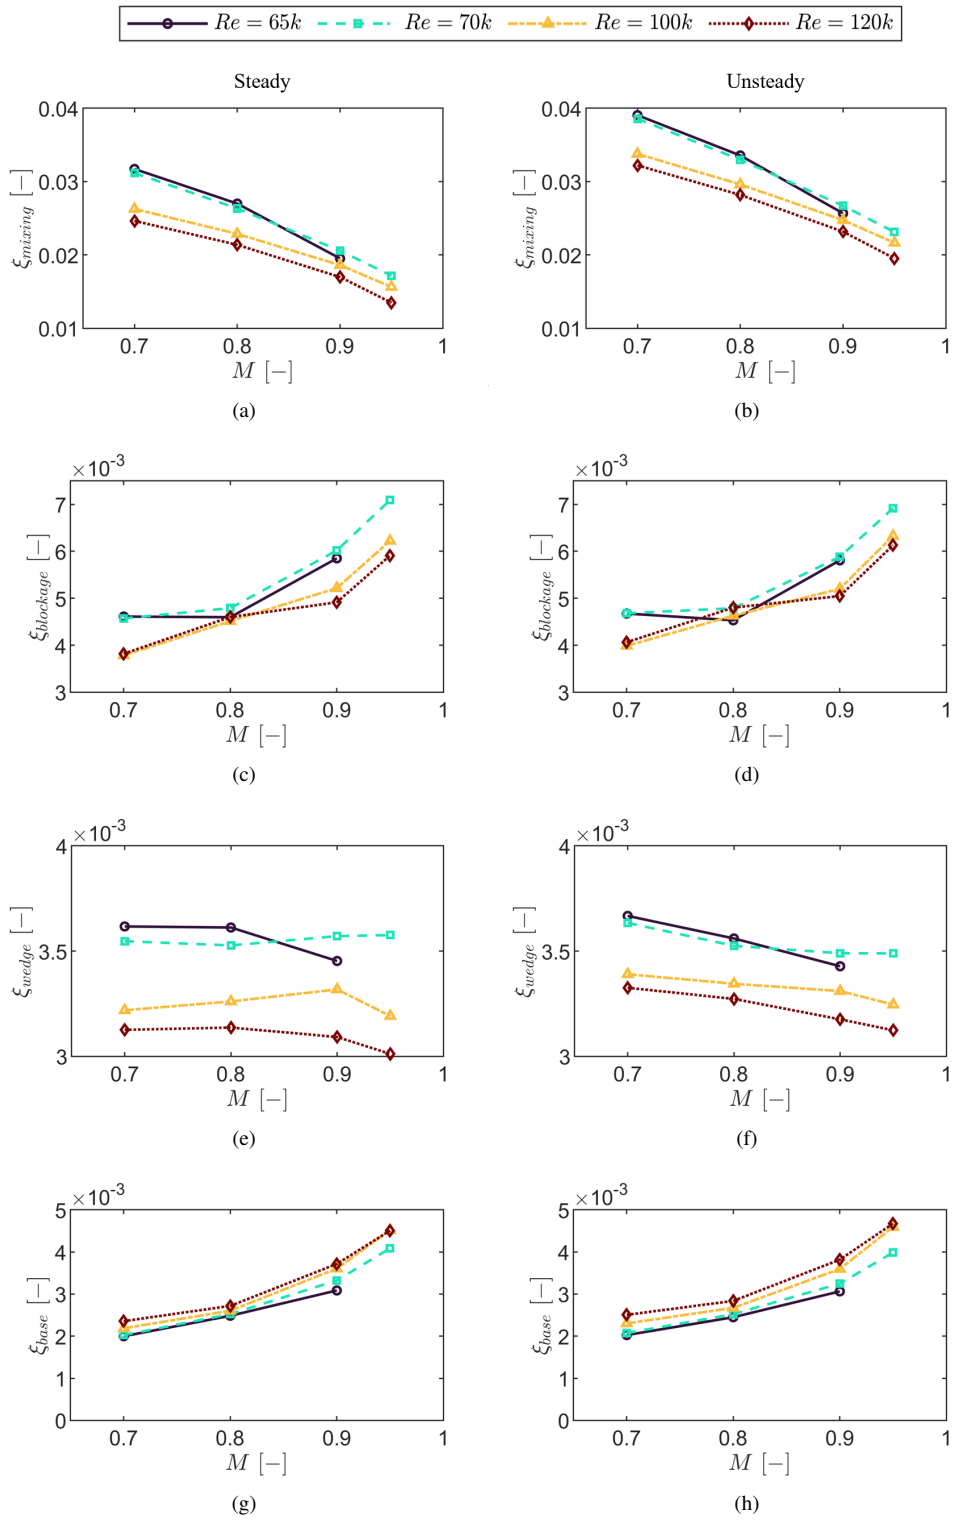 Re = 65k Re = 70k Re = 100k Re = 120k
Steady Unsteady
0.04
0.03
0.02
0.01
ξmixing [−]
0.7 0.8 0.9 1
M [−]
(a)
0.04
0.03
0.02
0.01
ξmixing [−]
0.7 0.8 0.9 1
M [−]
(b)
×10-3
7
6
5
4
3
ξblockage [−]
0.7 0.8 0.9 1
M [−]
(c)
×10-3
7
6
5
4
3
ξblockage [−]
0.7 0.8 0.9 1
M [−]
(d)
×10-3
4
3.5
3
ξwedge [−]
0.7 0.8 0.9 1
M [−]
(e)
×10-3
4
3.5
3
ξwedge [−]
0.7 0.8 0.9 1
M [−]
(f)
×10-3
5
4
3
2
1
0
ξbase [−]
0.7 0.8 0.9 1
M [−]
(g)
×10-3
5
4
3
2
1
0
ξbase [−]
0.7 0.8 0.9 1
M [−]
(h)